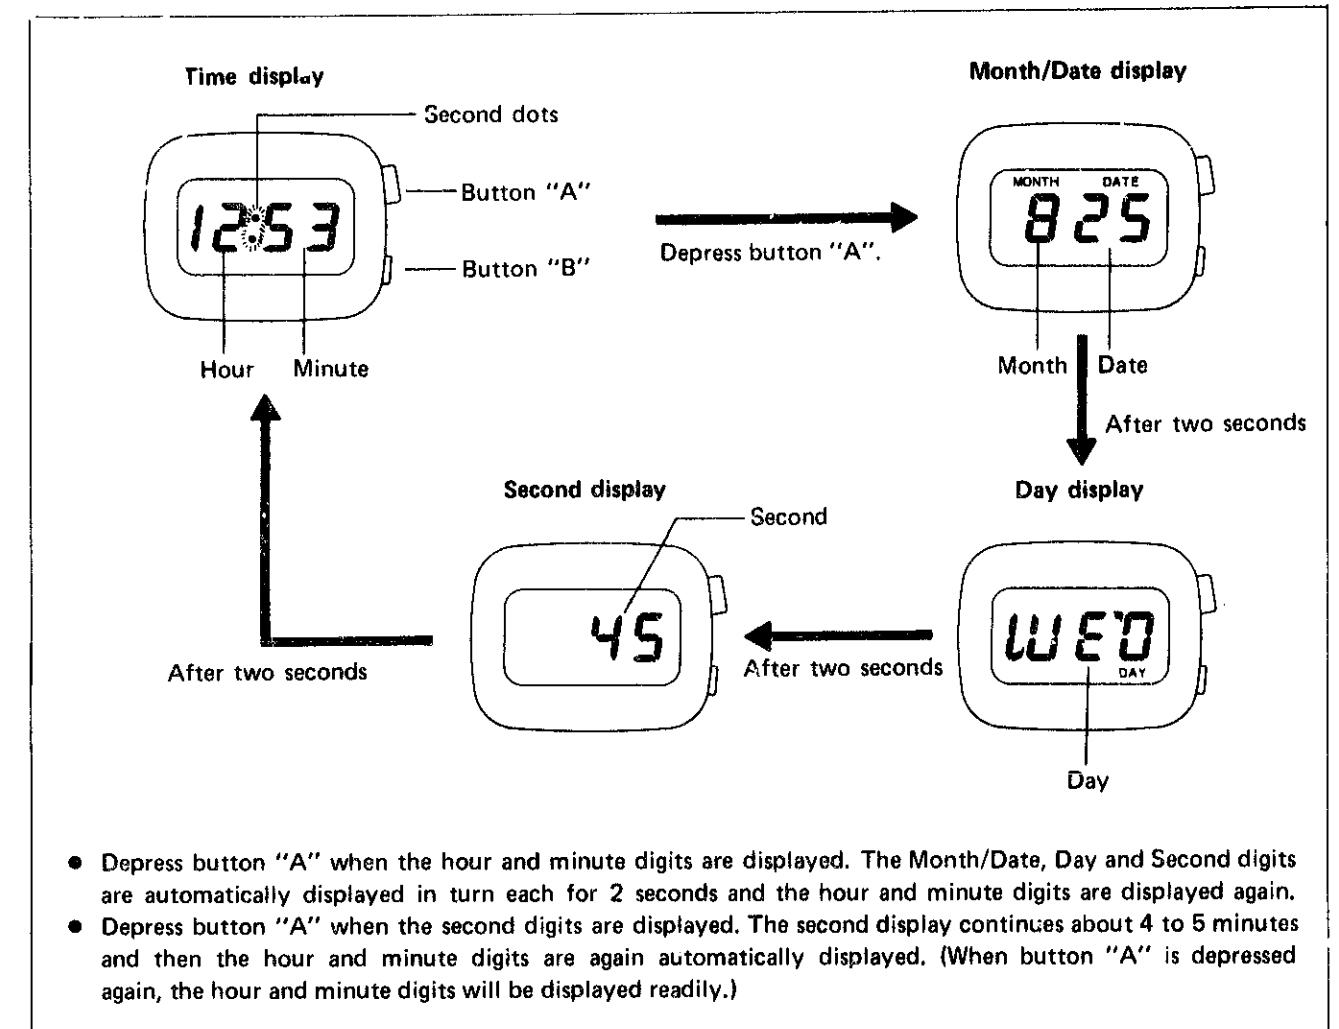 Time display
Second dots
Button "A"
12:53
Button "B"
Hour Minute
Depress button "A".
Month/Date display
MONTH DATE
8 25
Month Date
After two seconds
Day display
WED
DAY
Day
After two seconds
Second display
Second
45
After two seconds
● Depress button "A" when the hour and minute digits are displayed. The Month/Date, Day and Second digits
are automatically displayed in turn each for 2 seconds and the hour and minute digits are displayed again.
● Depress button "A" when the second digits are displayed. The second display continues about 4 to 5 minutes
and then the hour and minute digits are again automatically displayed. (When button "A" is depressed
again, the hour and minute digits will be displayed readily.)